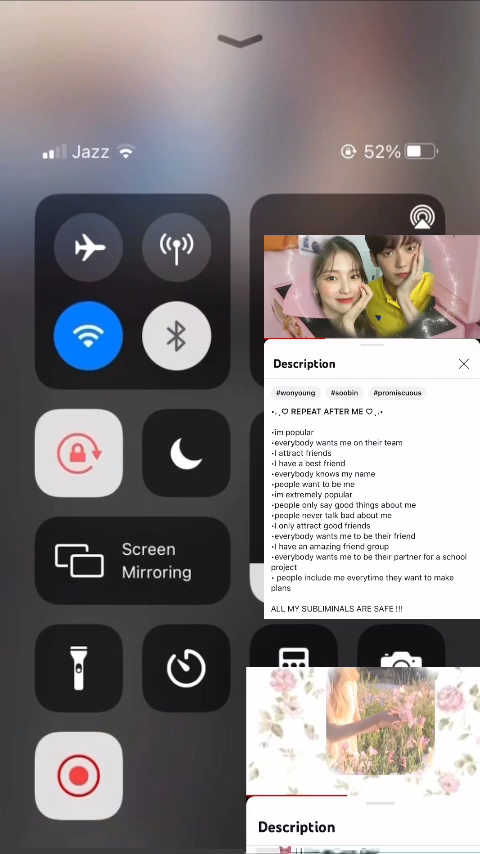 Jazz
52%
Screen
Mirroring
Description
#wonyoung #soobin #promiscuous
REPEAT AFTER ME
•im popular
•everybody wants me on their team
•I attract friends
•I have a best friend
•everybody knows my name
•people want to be me
•im extremely popular
•people only say good things about me
•people never talk bad about me
•I only attract good friends
•everybody wants me to be their friend
•I have an amazing friend group
•everybody wants me to be their partner for a school
project
• people include me everytime they want to make
plans
ALL MY SUBLIMINALS ARE SAFE !!!
Description